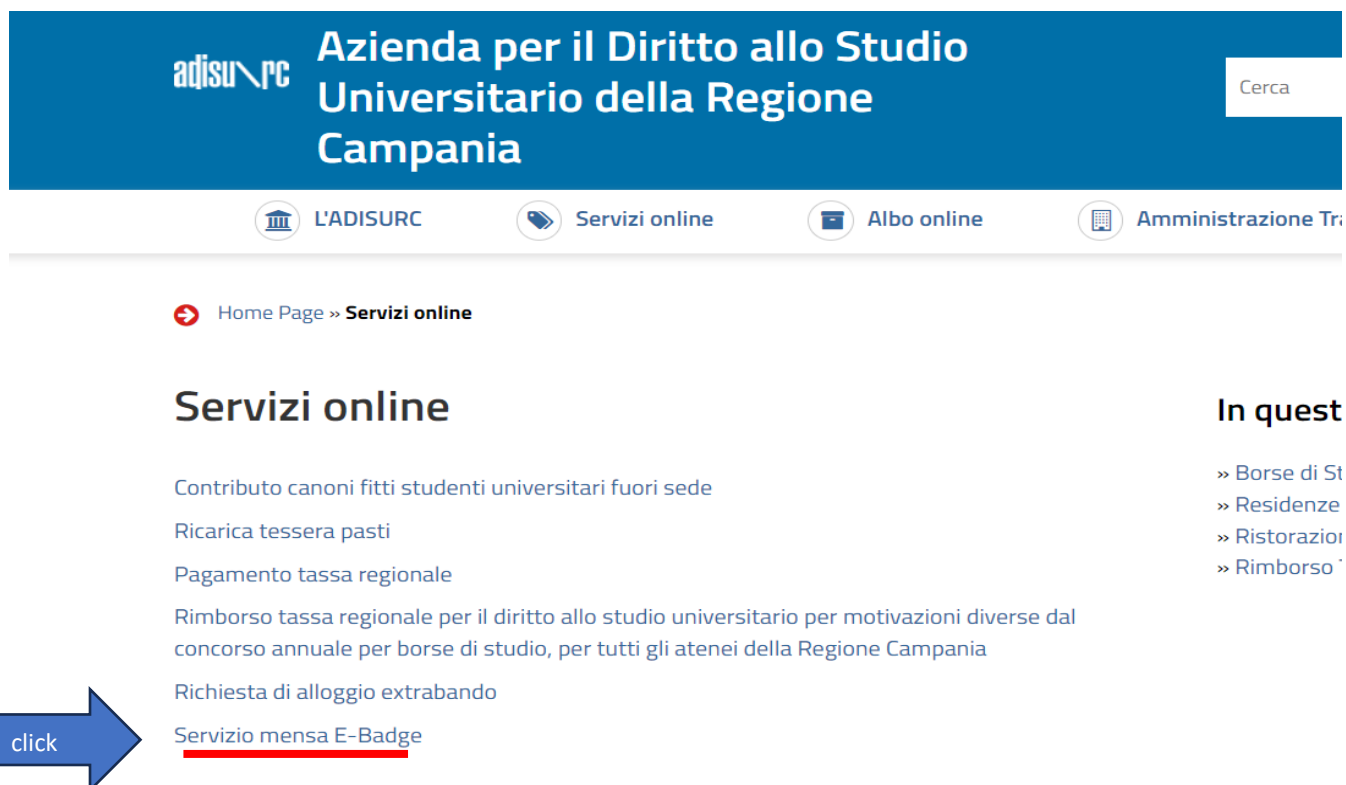 adisurc
Azienda per il Diritto allo Studio
Universitario della Regione
Campania
Cerca
L'ADISURC
Servizi online
Albo online
Amministrazione Tra
Home Page » Servizi online
Servizi online
Contributo canoni fitti studenti universitari fuori sede
Ricarica tessera pasti
Pagamento tassa regionale
Rimborso tassa regionale per il diritto allo studio universitario per motivazioni diverse dal
concorso annuale per borse di studio, per tutti gli atenei della Regione Campania
Richiesta di alloggio extrabando
click
Servizio mensa E-Badge
In quest
» Borse di St
» Residenze
» Ristorazion
» Rimborso